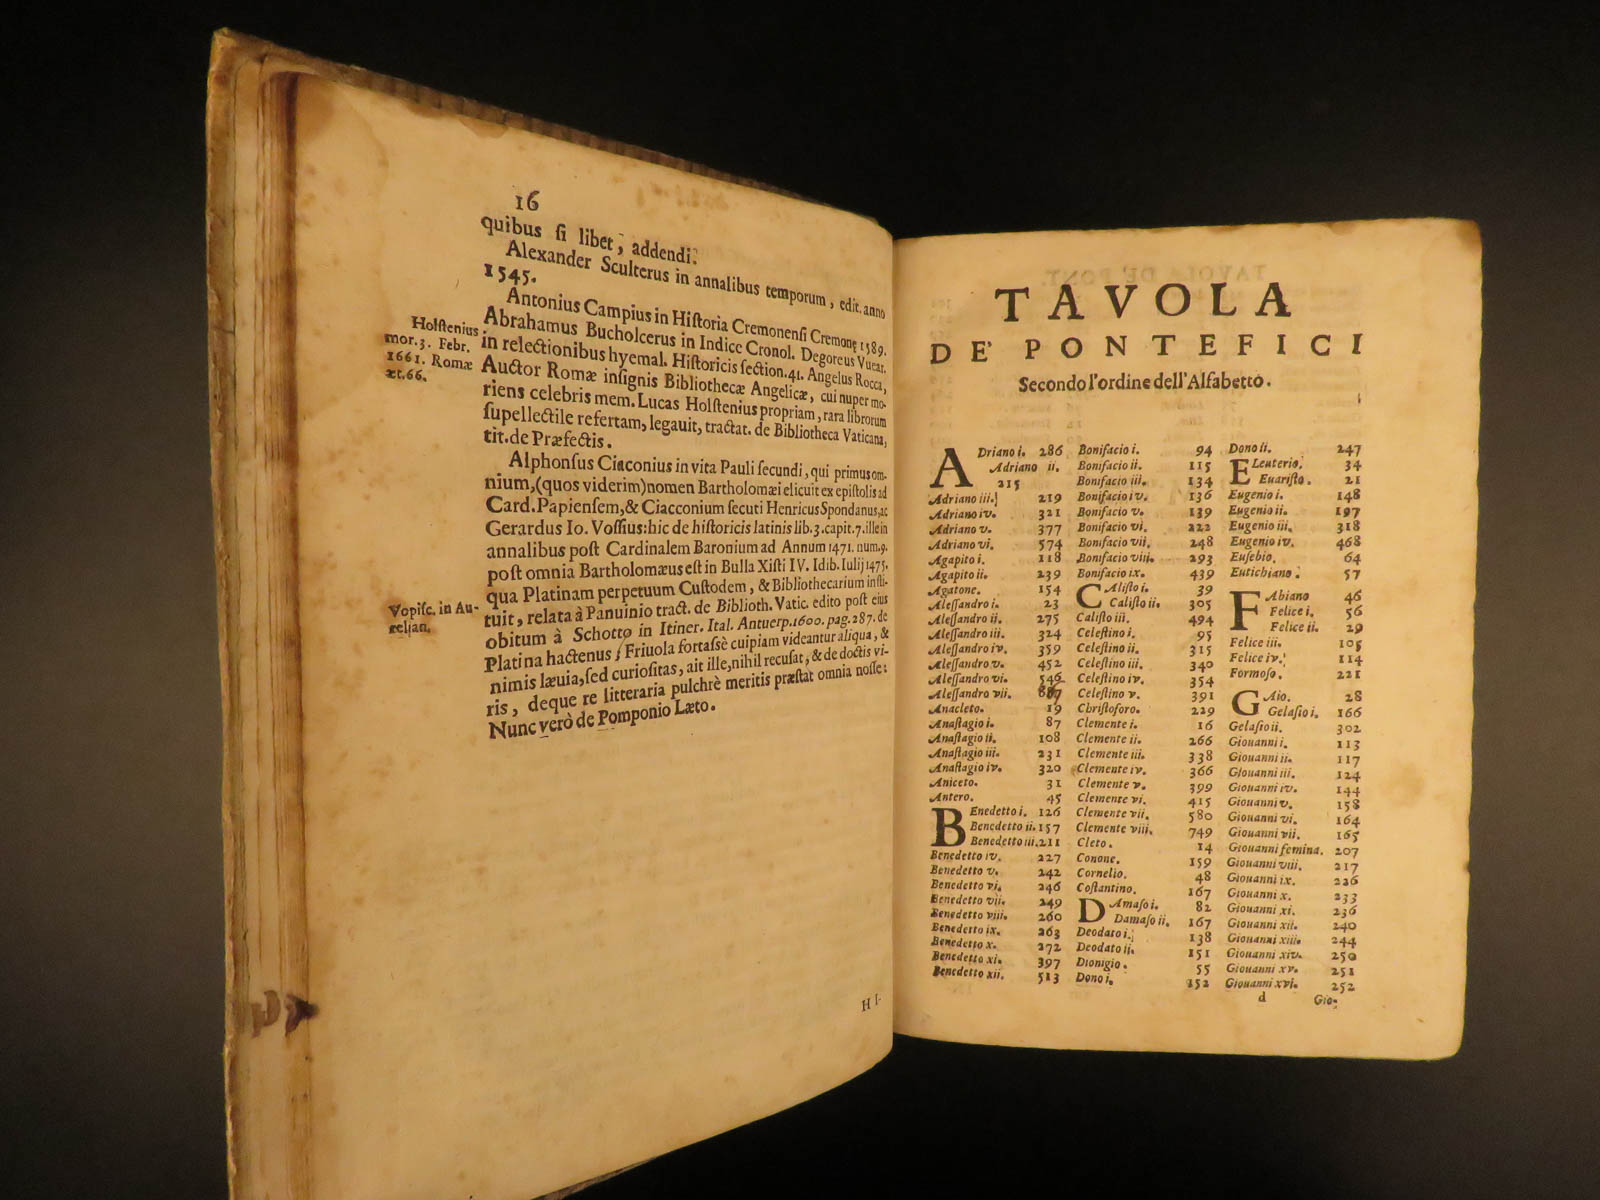 16
quibus ſi libet, addendi.
Alexander Sculterus in annalibus temporum, edit. anno
1545.
Antonius Campius in Hiſtoria Cremonenſi Cremonę 1589.
Abrahamus Bucholcerus in Indice Cronol. Degoreus Vuear.
in relectionibus hyemal. Hiſtoricis ſection. 41. Angelus Rocca,
Auctor Romæ inſignis Bibliothecæ Angelicæ, cui nuper mo-
riens celebris mem. Lucas Holſtenius propriam, rara librorum
ſupellectile refertam, legauit, tractat. de Bibliotheca Vaticana,
tit. de Præfectis.
Holſtenius
mor. 3. Febr.
1661. Romæ
æt. 66.
Alphonſus Ciaconius in vita Pauli ſecundi, qui primus om-
nium, (quos viderim) nomen Bartholomæi elicuit ex epiſtolis ad
Card. Papienſem, & Ciacconium ſecuti Henricus Spondanus, ac
Gerardus Io. Voſſius: hic de hiſtoricis latinis lib. 3. capit. 7. ille in
annalibus poſt Cardinalem Baronium ad Annum 1471. num. 9.
poſt omnia Bartholomæus eſt in Bulla Xiſti IV. Idib. Iulij 1475.
qua Platinam perpetuum Cuſtodem, & Bibliothecarium inſti-
tuit, relata à Panuinio tract. de Biblioth. Vatic. edito poſt eius
obitum à Schotto in Itiner. Ital. Antuerp. 1600. pag. 287. de
Platina hactenus; Friuola fortaſsè cuipiam videantur aliqua, &
nimis læuia, ſed curioſitas, ait ille, nihil recuſat, & de doctis vi-
ris, deque re litteraria pulchrè meritis præſtat omnia noſſe:
Nunc verò de Pomponio Læto.
Vopiſc. in Au-
relian.
HI-
TAVOLA
DE' PONTEFICI
Secondo l'ordine dell'Alfabetto.
ADriano i. 286
Adriano ii.
215
Adriano iii. 219
Adriano iv. 321
Adriano v. 377
Adriano vi. 574
Agapito i. 118
Agapito ii. 239
Agatone. 154
Aleſſandro i. 23
Aleſſandro ii. 275
Aleſſandro iii. 324
Aleſſandro iv. 359
Aleſſandro v. 452
Aleſſandro vi. 546
Aleſſandro vii. 887
Anacleto. 19
Anaſtagio i. 87
Anaſtagio ii. 108
Anaſtagio iii. 231
Anaſtagio iv. 320
Aniceto. 31
Antero. 45
BEnedetto i. 126
Benedetto ii. 157
Benedetto iii. 211
Benedetto iv. 227
Benedetto v. 242
Benedetto vi. 246
Benedetto vii. 249
Benedetto viii. 260
Benedetto ix. 263
Benedetto x. 272
Benedetto xi. 397
Benedetto xii. 513
Bonifacio i. 94
Bonifacio ii. 115
Bonifacio iii. 134
Bonifacio iv. 136
Bonifacio v. 139
Bonifacio vi. 222
Bonifacio vii. 248
Bonifacio viii. 293
Bonifacio ix. 439
CAliſto i. 39
Caliſto ii. 305
Caliſto iii. 494
Celeſtino i. 95
Celeſtino ii. 315
Celeſtino iii. 340
Celeſtino iv. 354
Celeſtino v. 391
Chriſtoforo. 229
Clemente i. 16
Clemente ii. 266
Clemente iii. 338
Clemente iv. 366
Clemente v. 399
Clemente vi. 415
Clemente vii. 580
Clemente viii. 749
Cleto. 14
Conone. 159
Cornelio. 48
Coſtantino. 167
DAmaſo i. 82
Damaſo ii. 167
Deodato i. 138
Deodato ii. 151
Dionigio. 55
Dono i. 152
Dono ii. 247
ELeuterio. 34
Euariſto. 21
Eugenio i. 148
Eugenio ii. 197
Eugenio iii. 318
Eugenio iv. 468
Euſebio. 64
Eutichiano. 57
FAbiano 46
Felice i. 56
Felice ii. 29
Felice iii. 105
Felice iv. 114
Formoſo. 221
GAio. 28
Gelaſio i. 166
Gelaſio ii. 302
Giouanni i. 113
Giouanni ii. 117
Giouanni iii. 124
Giouanni iv. 144
Giouanni v. 158
Giouanni vi. 164
Giouanni vii. 165
Giouanni femina. 207
Giouanni viii. 217
Giouanni ix. 226
Giouanni x. 233
Giouanni xi. 236
Giouanni xii. 240
Giouanni xiii. 244
Giouanni xiv. 250
Giouanni xv. 251
Giouanni xvi. 252
d Gio-